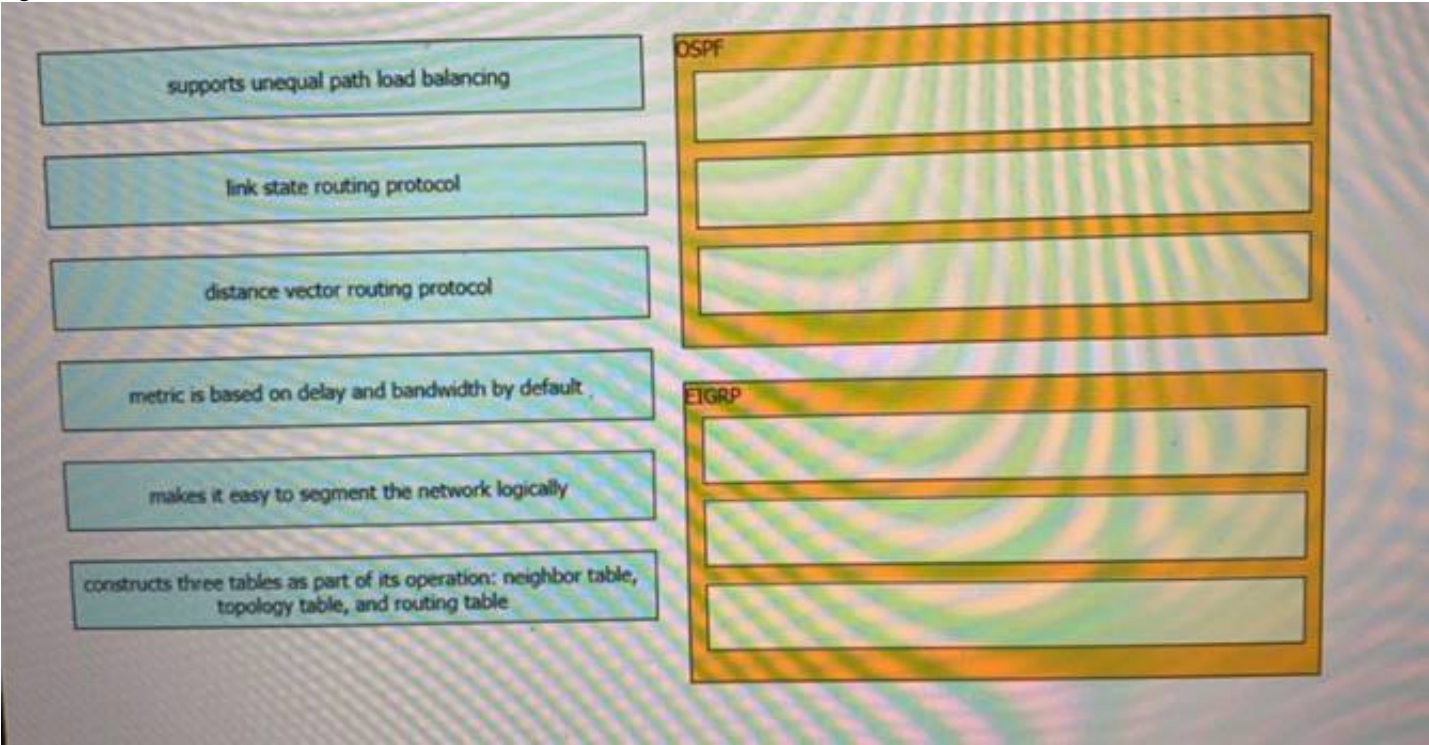 supports unequal path load balancing
link state routing protocol
distance vector routing protocol
metric is based on delay and bandwidth by default
makes it easy to segment the network logically
constructs three tables as part of its operation: neighbor table,
topology table, and routing table
OSPF
EIGRP